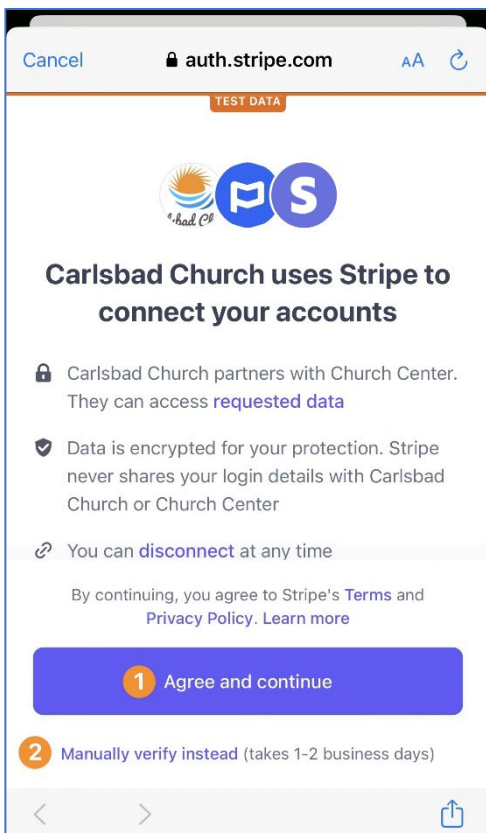 Cancel auth.stripe.com AA
TEST DATA
S
Carlsbad Church uses Stripe to
connect your accounts
Carlsbad Church partners with Church Center.
They can access requested data
Data is encrypted for your protection. Stripe
never shares your login details with Carlsbad
Church or Church Center
You can disconnect at any time
By continuing, you agree to Stripe's Terms and
Privacy Policy. Learn more
1 Agree and continue
2 Manually verify instead (takes 1-2 business days)